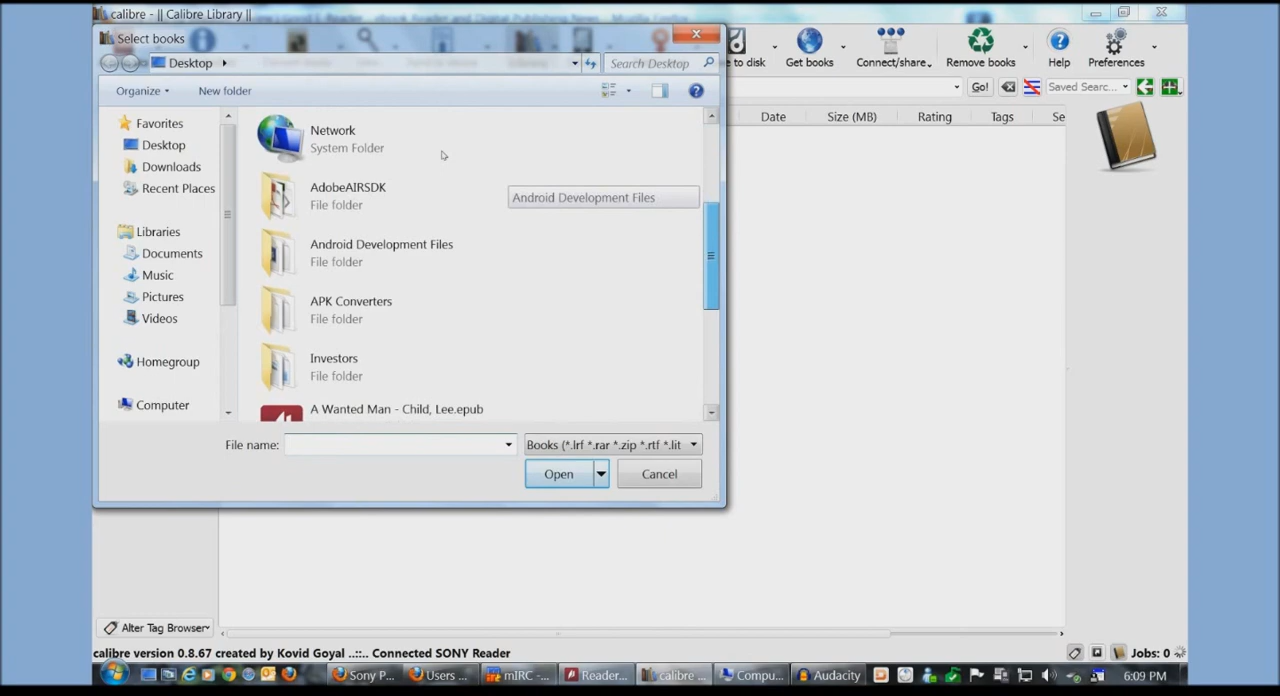 calibre - || Calibre Library ||
Select books
Desktop
Search Desktop
to disk
Get books
Connect/share
Remove books
Help
Preferences
Organize
New folder
Go!
Saved Searc...
Date
Size (MB)
Rating
Tags
Se
Favorites
Desktop
Downloads
Recent Places
Libraries
Documents
Music
Pictures
Videos
Homegroup
Computer
Network
System Folder
AdobeAIRSDK
File folder
Android Development Files
Android Development Files
File folder
APK Converters
File folder
Investors
File folder
A Wanted Man - Child, Lee.epub
File name:
Books (*.lrf *.rar *.zip *.rtf *.lit
Open
Cancel
Alter Tag Browser
calibre version 0.8.67 created by Kovid Goyal ..::.. Connected SONY Reader
Jobs: 0
Sony P...
Users ...
mIRC -...
Reader...
calibre ...
Compu...
Audacity
6:09 PM